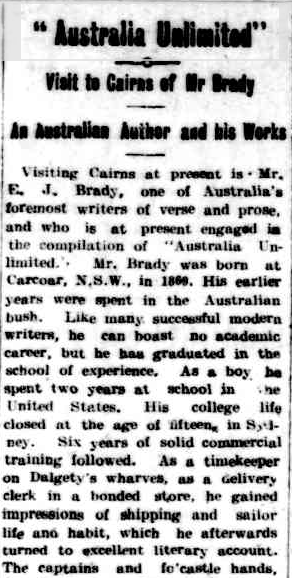 "Australia Unlimited"
Visit to Cairns of Mr Brady
An Australian Author and his Works
Visiting Cairns at present is Mr.
E. J. Brady, one of Australia's
foremost writers of verse and prose,
and who is at present engaged in
the compilation of "Australia Un-
limited." Mr. Brady was born at
Carcoar, N.S.W., in 1869. His earlier
years were spent in the Australian
bush. Like many successful modern
writers, he can boast no academic
career, but he has graduated in the
school of experience. As a boy he
spent two years at school in the
United States. His college life
closed at the age of fifteen, in Syd-
ney. Six years of solid commercial
training followed. As a timekeeper
on Dalgety's wharves, as a delivery
clerk in a bonded store, he gained
impressions of shipping and sailor
life and habit, which he afterwards
turned to excellent literary account.
The captains and fo'castle hands,